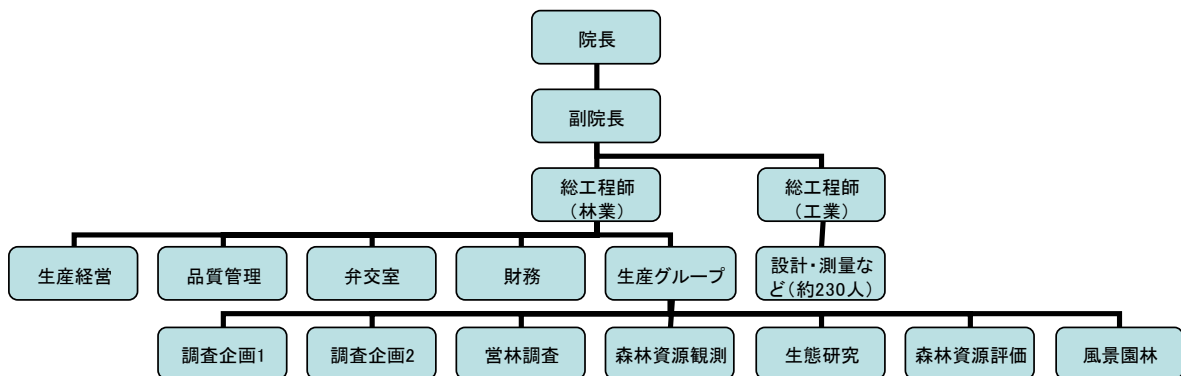 院長
副院長
総工程師
（林業）
総工程師
（工業）
生産経営
品質管理
弁交室
財務
生産グループ
設計・測量な
ど（約230人）
調査企画1
調査企画2
営林調査
森林資源観測
生態研究
森林資源評価
風景園林